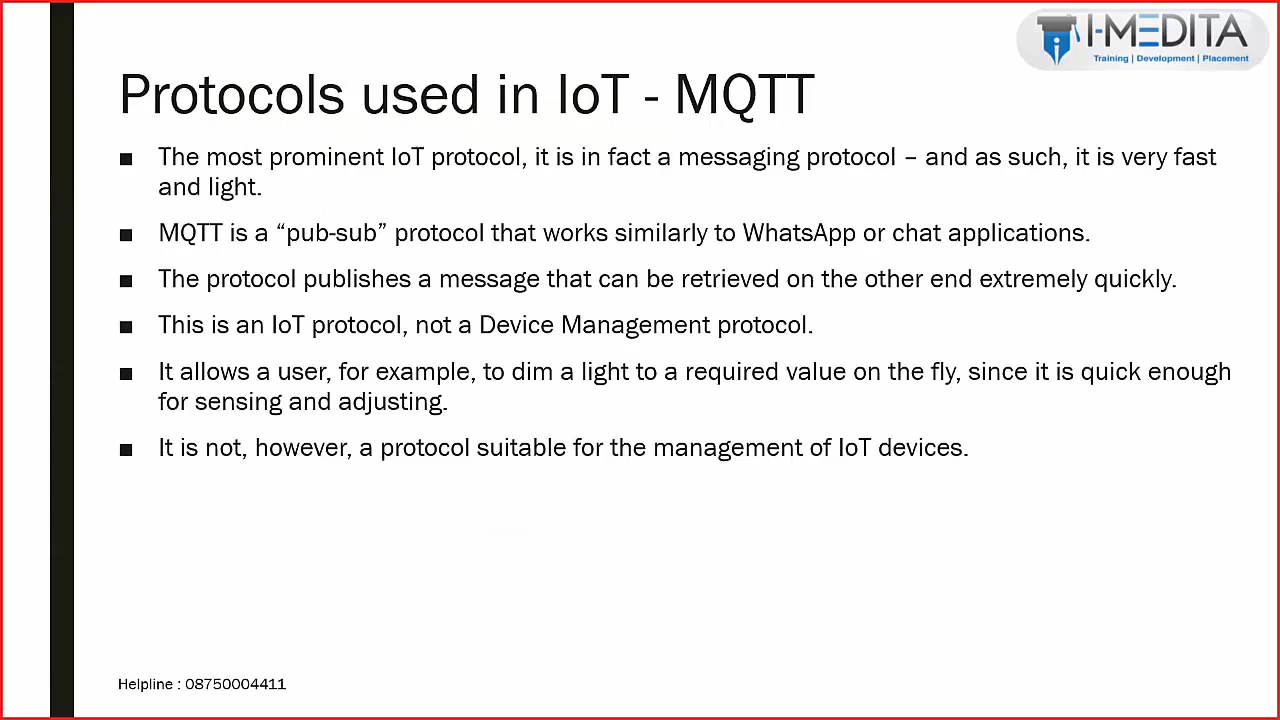 I-MEDITA
Training | Development | Placement
Protocols used in IoT - MQTT
■ The most prominent IoT protocol, it is in fact a messaging protocol – and as such, it is very fast
and light.
■ MQTT is a “pub-sub” protocol that works similarly to WhatsApp or chat applications.
■ The protocol publishes a message that can be retrieved on the other end extremely quickly.
■ This is an IoT protocol, not a Device Management protocol.
■ It allows a user, for example, to dim a light to a required value on the fly, since it is quick enough
for sensing and adjusting.
■ It is not, however, a protocol suitable for the management of IoT devices.
Helpline : 08750004411